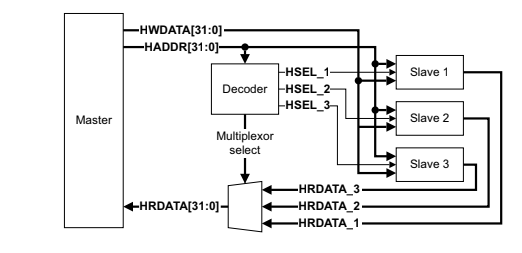 HWDATA[31:0]
HADDR[31:0]
HSEL_1
Slave 1
Decoder
HSEL_2
HSEL_3
Master
Slave 2
Multiplexor
select
Slave 3
HRDATA_3
HRDATA[31:0]
HRDATA_2
HRDATA_1